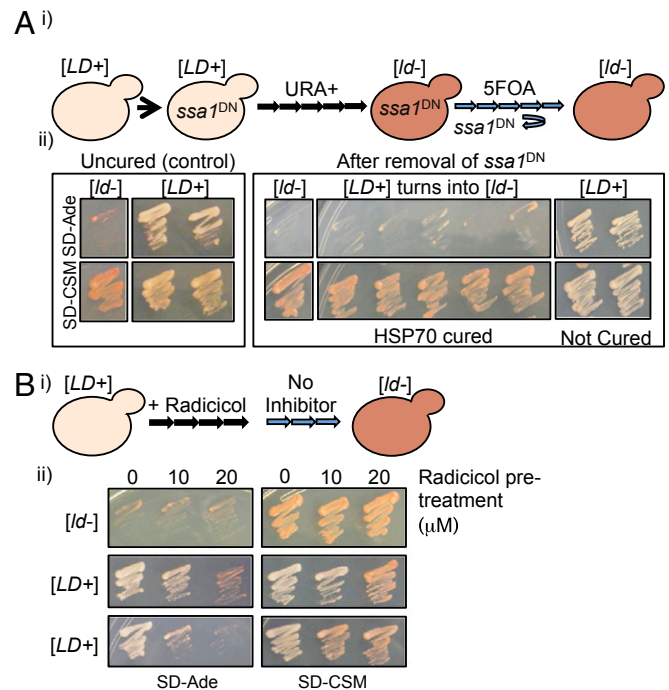 A i)
[LD+] [LD+] [ld-] [ld-]
URA+ 5FOA
ssa1DN ssa1DN ssa1DN
ii)
Uncured (control) After removal of ssa1DN
[ld-] [LD+] [ld-] [LD+] turns into [ld-] [LD+]
SD-Ade
SD-CSM
HSP70 cured Not Cured
B i)
[LD+] No [ld-]
+ Radicicol Inhibitor
ii)
0 10 20 0 10 20 Radicicol pre-
treatment
(μM)
[ld-]
[LD+]
[LD+]
SD-Ade SD-CSM